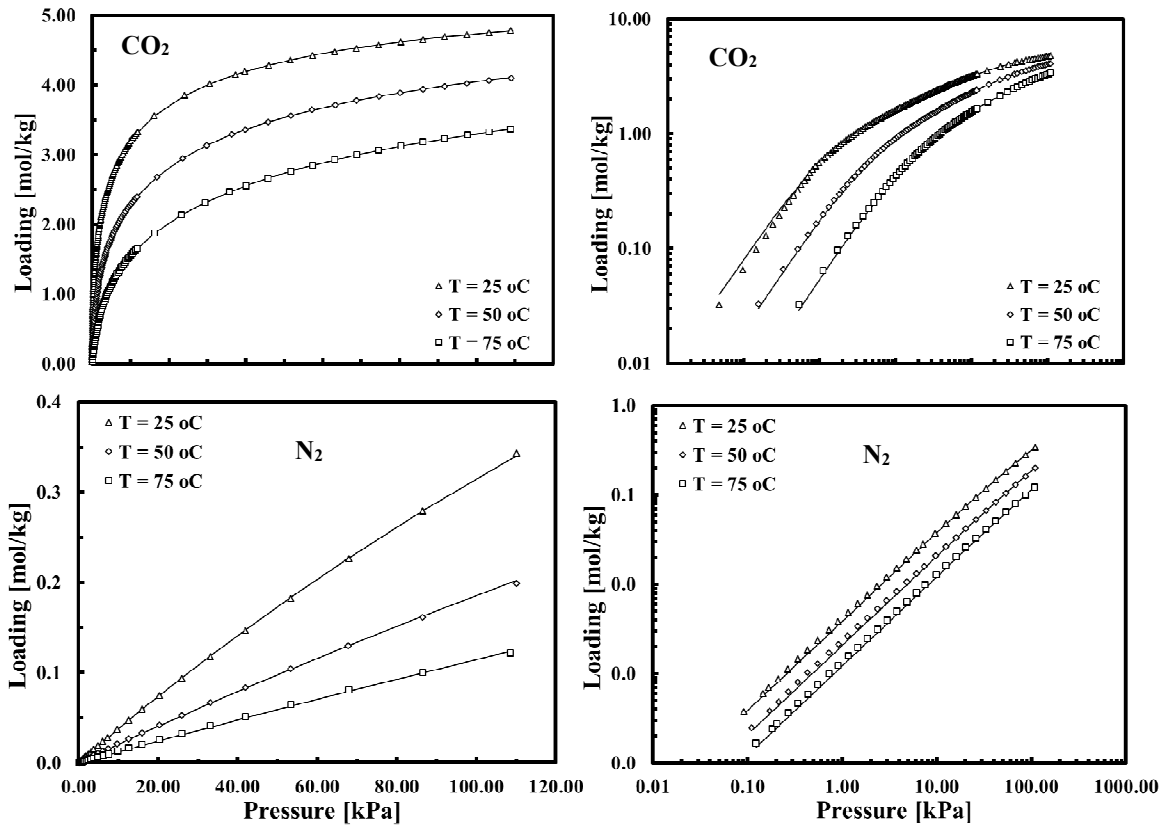 5.00
4.00
3.00
2.00
1.00
0.00
Loading [mol/kg]
CO2
T = 25 oC
T = 50 oC
T = 75 oC
10.00
1.00
0.10
0.01
Loading [mol/kg]
CO2
T = 25 oC
T = 50 oC
T = 75 oC
0.4
0.3
0.2
0.1
0.0
Loading [mol/kg]
T = 25 oC
T = 50 oC
T = 75 oC
N2
0.00
20.00
40.00
60.00
80.00
100.00
120.00
Pressure [kPa]
1.0
0.1
0.0
0.0
0.0
Loading [mol/kg]
T = 25 oC
T = 50 oC
T = 75 oC
N2
0.01
0.10
1.00
10.00
100.00
1000.00
Pressure [kPa]